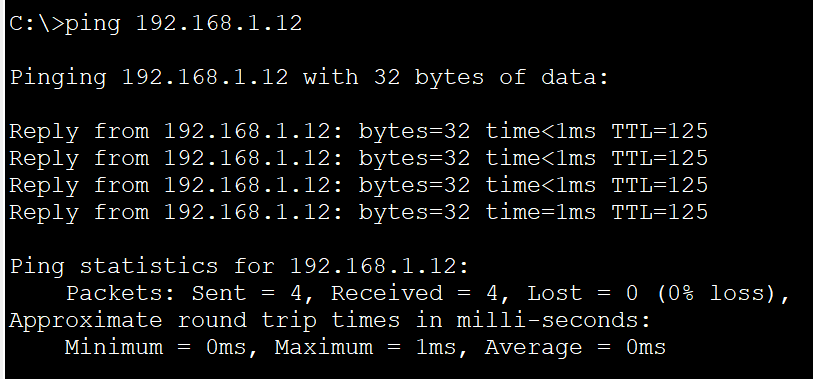 C:\>ping 192.168.1.12
Pinging 192.168.1.12 with 32 bytes of data:
Reply from 192.168.1.12: bytes=32 time<1ms TTL=125
Reply from 192.168.1.12: bytes=32 time<1ms TTL=125
Reply from 192.168.1.12: bytes=32 time<1ms TTL=125
Reply from 192.168.1.12: bytes=32 time=1ms TTL=125
Ping statistics for 192.168.1.12:
    Packets: Sent = 4, Received = 4, Lost = 0 (0% loss),
Approximate round trip times in milli-seconds:
    Minimum = 0ms, Maximum = 1ms, Average = 0ms